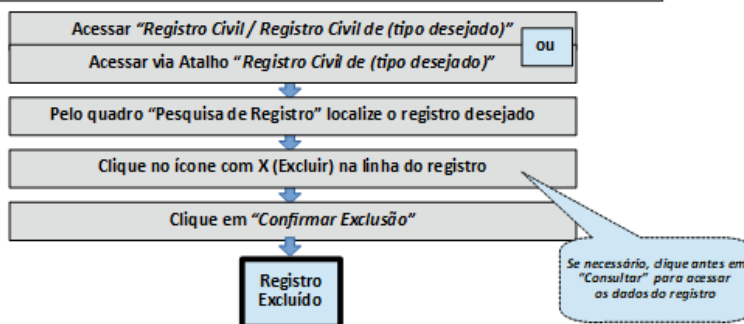 Acessar “Registro Civil / Registro Civil de (tipo desejado)”
ou
Acessar via Atalho “Registro Civil de (tipo desejado)”
Pelo quadro “Pesquisa de Registro” localize o registro desejado
Clique no ícone com X (Excluir) na linha do registro
Clique em “Confirmar Exclusão”
Se necessário, clique antes em
“Consultar” para acessar
os dados do registro
Registro
Excluído